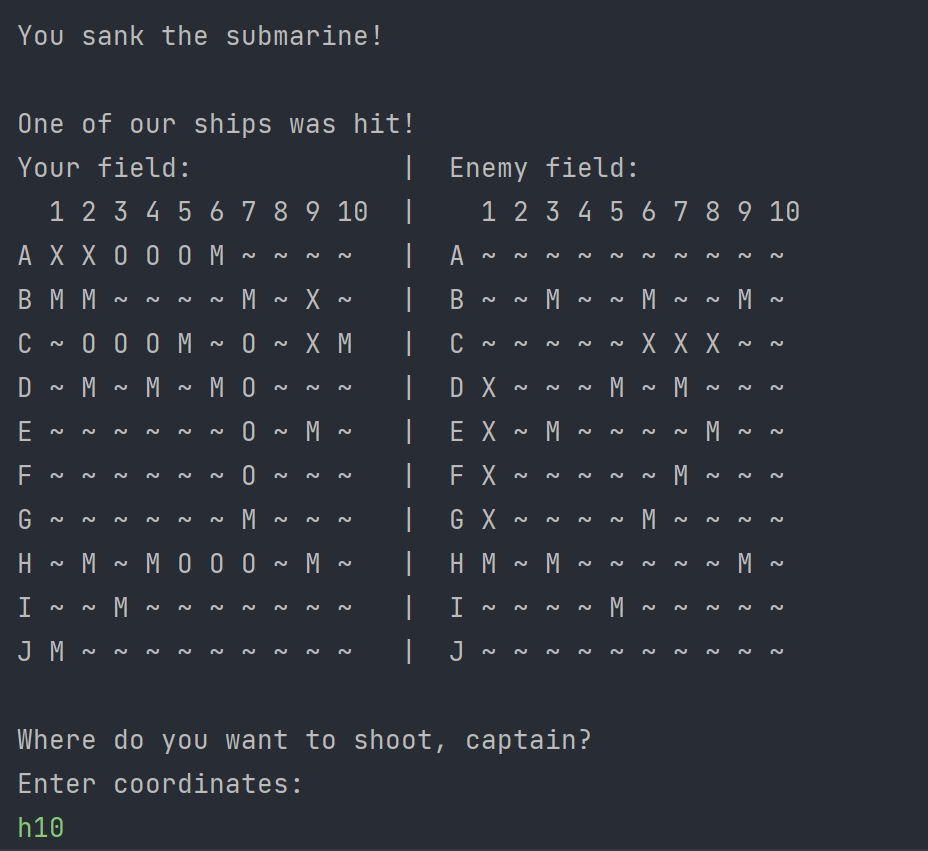 You sank the submarine!
One of our ships was hit!
Your field:              |  Enemy field:
  1 2 3 4 5 6 7 8 9 10  |    1 2 3 4 5 6 7 8 9 10
A X X O O O M ~ ~ ~ ~   |  A ~ ~ ~ ~ ~ ~ ~ ~ ~ ~
B M M ~ ~ ~ ~ M ~ X ~   |  B ~ ~ M ~ ~ M ~ ~ M ~
C ~ O O O M ~ O ~ X M   |  C ~ ~ ~ ~ ~ X X X ~ ~
D ~ M ~ M ~ M O ~ ~ ~   |  D X ~ ~ ~ M ~ M ~ ~ ~
E ~ ~ ~ ~ ~ ~ O ~ M ~   |  E X ~ M ~ ~ ~ ~ M ~ ~
F ~ ~ ~ ~ ~ ~ O ~ ~ ~   |  F X ~ ~ ~ ~ ~ M ~ ~ ~
G ~ ~ ~ ~ ~ ~ M ~ ~ ~   |  G X ~ ~ ~ ~ M ~ ~ ~ ~
H ~ M ~ M O O O ~ M ~   |  H M ~ M ~ ~ ~ ~ ~ M ~
I ~ ~ M ~ ~ ~ ~ ~ ~ ~   |  I ~ ~ ~ ~ M ~ ~ ~ ~ ~
J M ~ ~ ~ ~ ~ ~ ~ ~ ~   |  J ~ ~ ~ ~ ~ ~ ~ ~ ~ ~
Where do you want to shoot, captain?
Enter coordinates:
h10